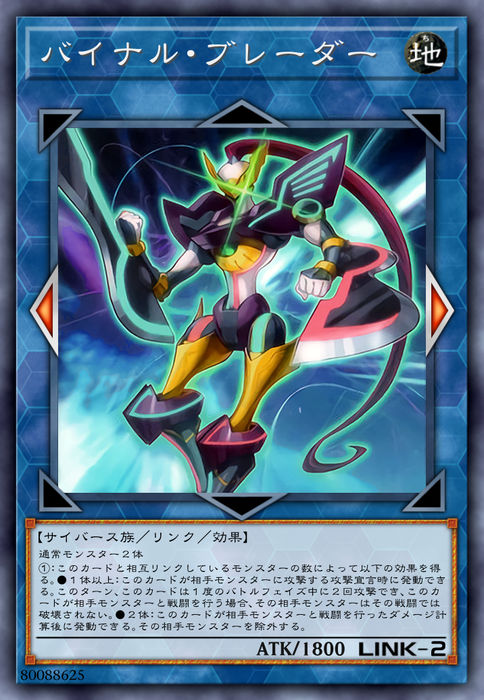 バイナル・ブレーダー
ち
地
【サイバース族／リンク／効果】
通常モンスター２体
①：このカードと相互リンクしているモンスターの数によって以下の効果を得
る。●１体以上：このカードが相手モンスターに攻撃する攻撃宣言時に発動でき
る。このターン、このカードは１度のバトルフェイズ中に２回攻撃でき、このカ
ードが相手モンスターと戦闘を行う場合、その相手モンスターはその戦闘では
破壊されない。●２体：このカードが相手モンスターと戦闘を行ったダメージ計
算後に発動できる。その相手モンスターを除外する。
ATK/1800 LINK-2
80088625